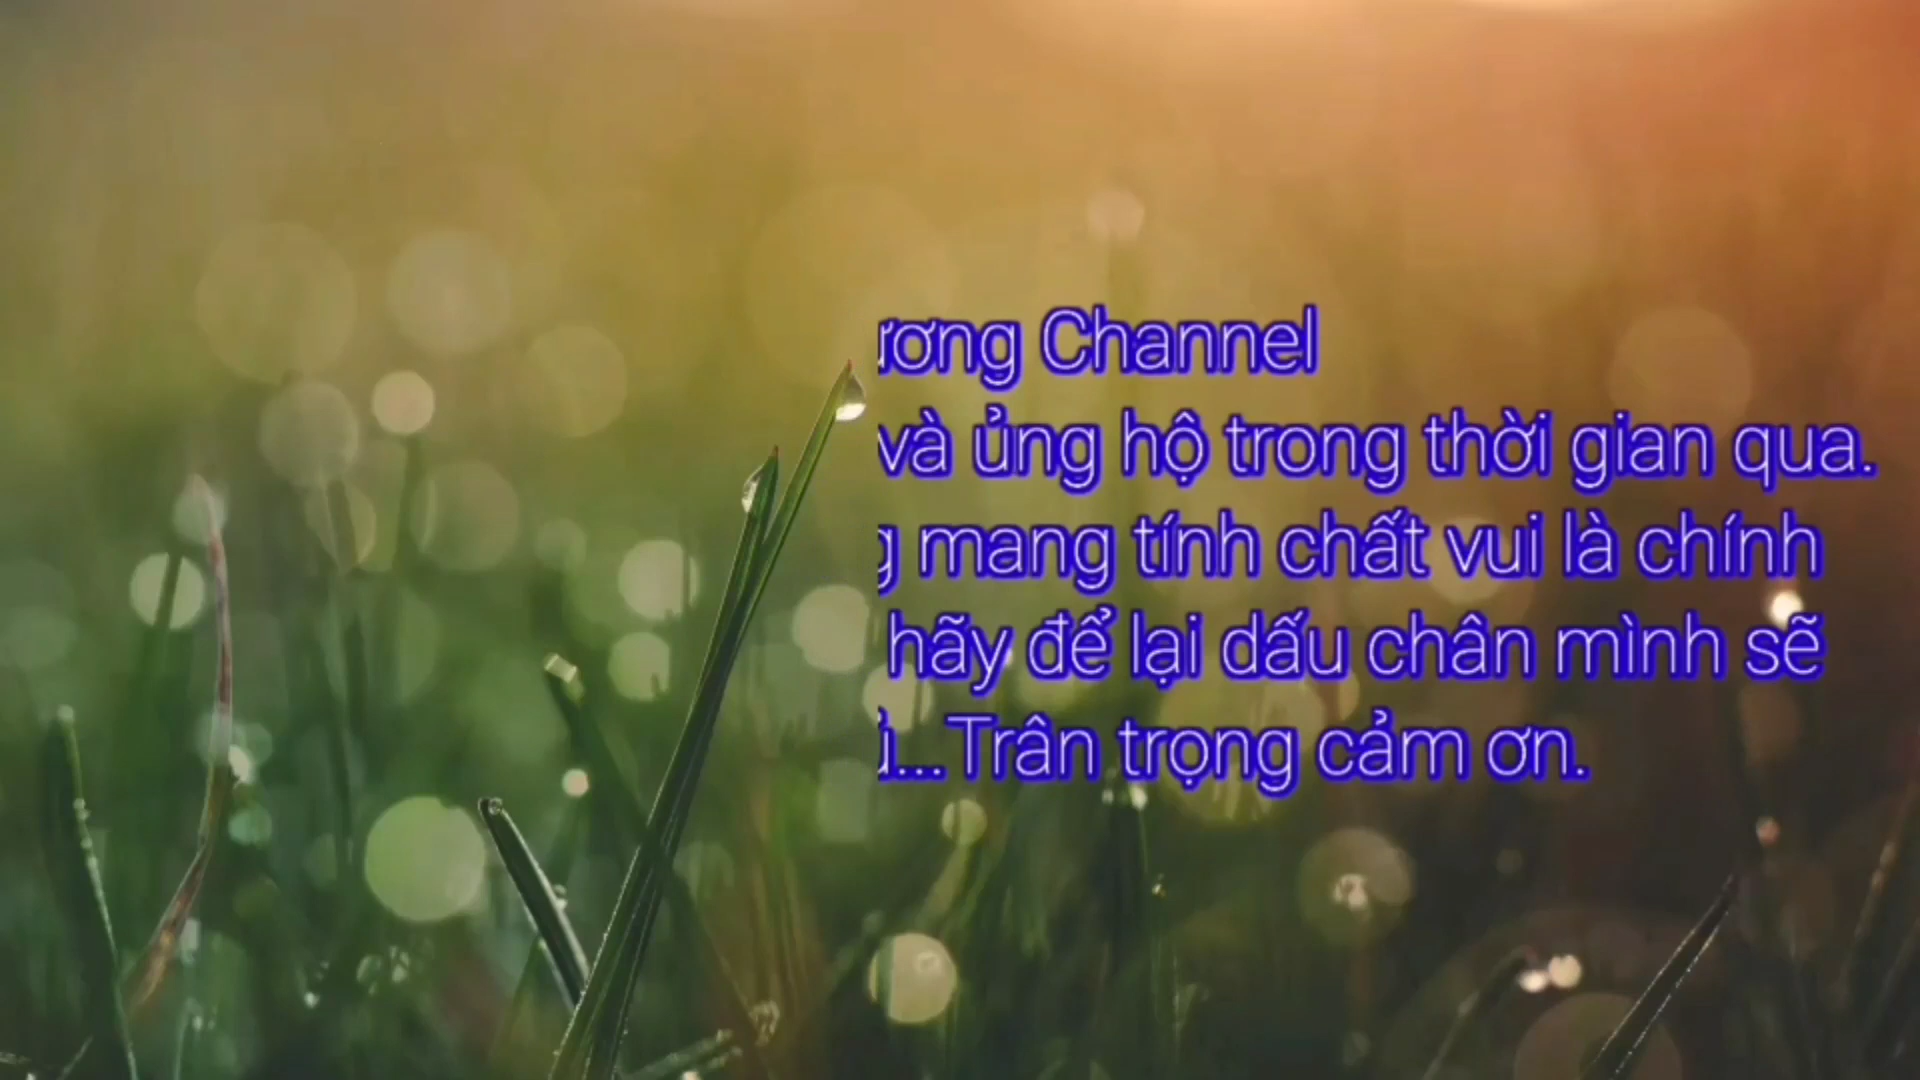 ương Channel
và ủng hộ trong thời gian qua.
mang tính chất vui là chính
hãy để lại dấu chân mình sẽ
...Trân trọng cảm ơn.